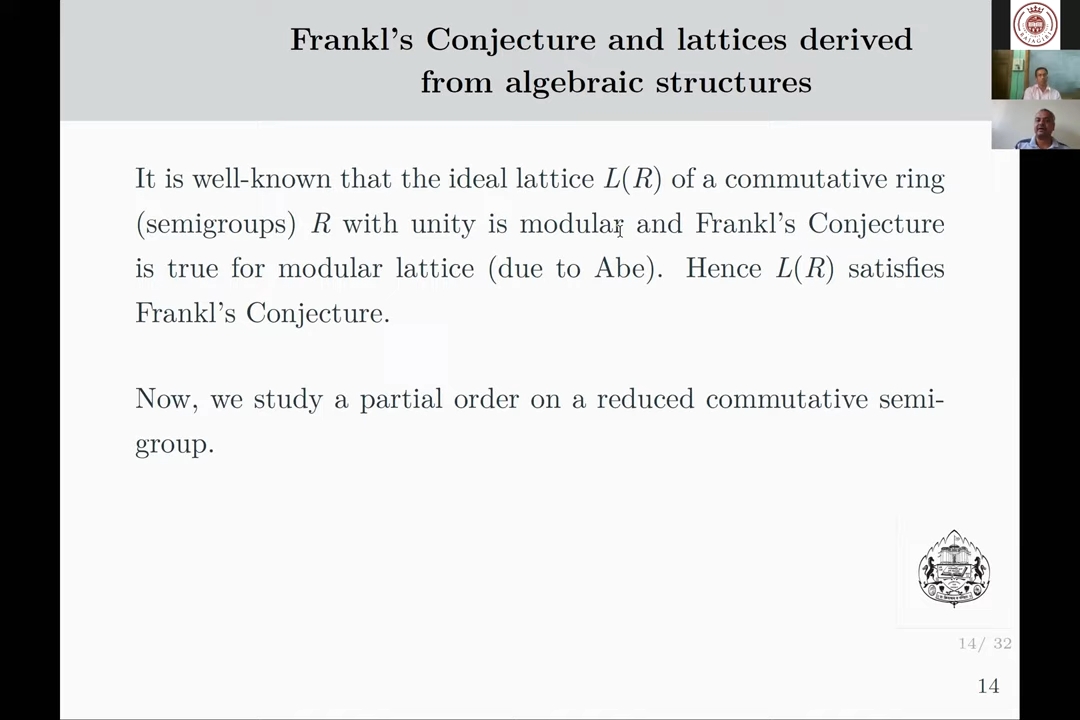 Frankl's Conjecture and lattices derived
from algebraic structures
It is well-known that the ideal lattice L(R) of a commutative ring
(semigroups) R with unity is modular and Frankl's Conjecture
is true for modular lattice (due to Abe). Hence L(R) satisfies
Frankl's Conjecture.
Now, we study a partial order on a reduced commutative semi-
group.
14/ 32
14
RAJAGIRI